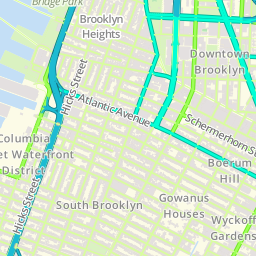 Bridge Park
Brooklyn
Heights
Downtown
Brooklyn
Hicks Street
Atlantic Avenue
Schermerhorn S
Columbia
et Waterfront
District
Boerum
Hill
Hicks Street
South Brooklyn
Gowanus
Houses
Wyckoff
Gardens